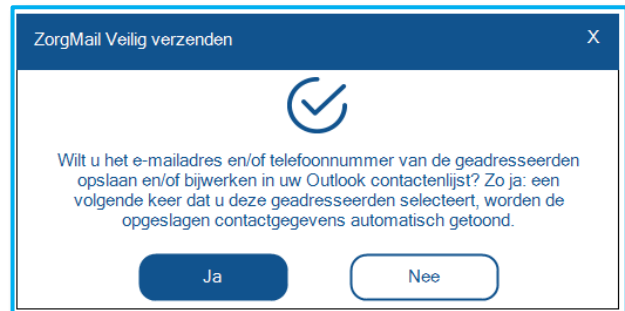 ZorgMail Veilig verzenden X
Wilt u het e-mailadres en/of telefoonnummer van de geadresseerden
opslaan en/of bijwerken in uw Outlook contactenlijst? Zo ja: een
volgende keer dat u deze geadresseerden selecteert, worden de
opgeslagen contactgegevens automatisch getoond.
Ja Nee